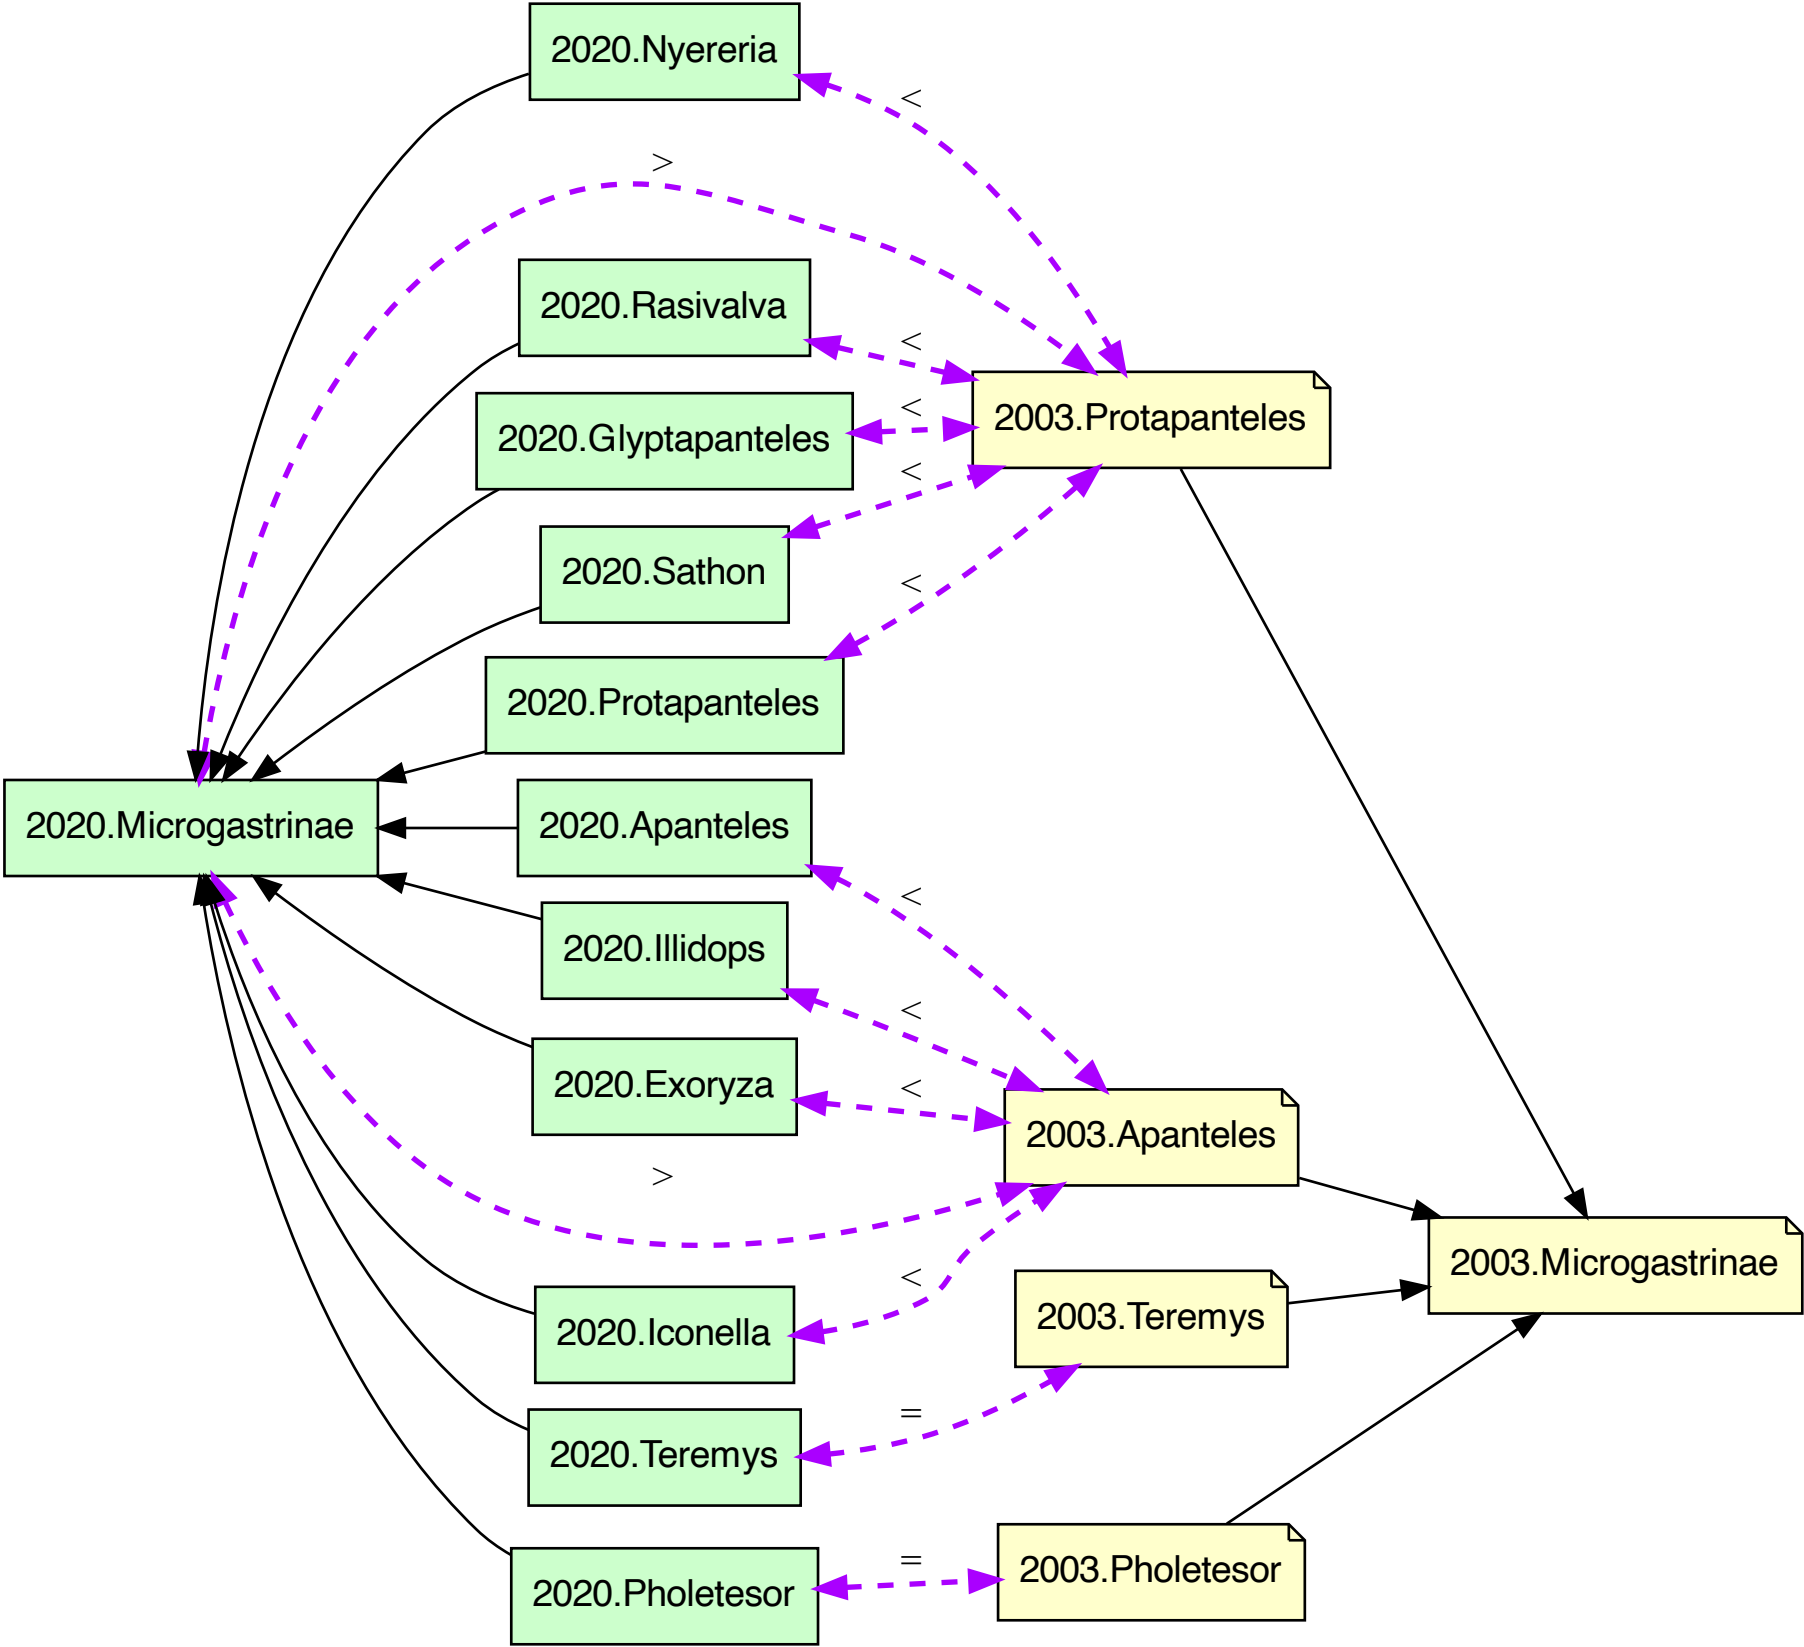 2020.Nyereria
<
>
2020.Rasivalva
<
2020.Glyptapanteles
<
2003.Protapanteles
<
2020.Sathon
<
2020.Protapanteles
2020.Microgastrinae
2020.Apanteles
<
2020.Illidops
<
2020.Exoryza
<
2003.Apanteles
>
2003.Microgastrinae
<
2020.Iconella
2003.Teremys
=
2020.Teremys
=
2003.Pholetesor
2020.Pholetesor